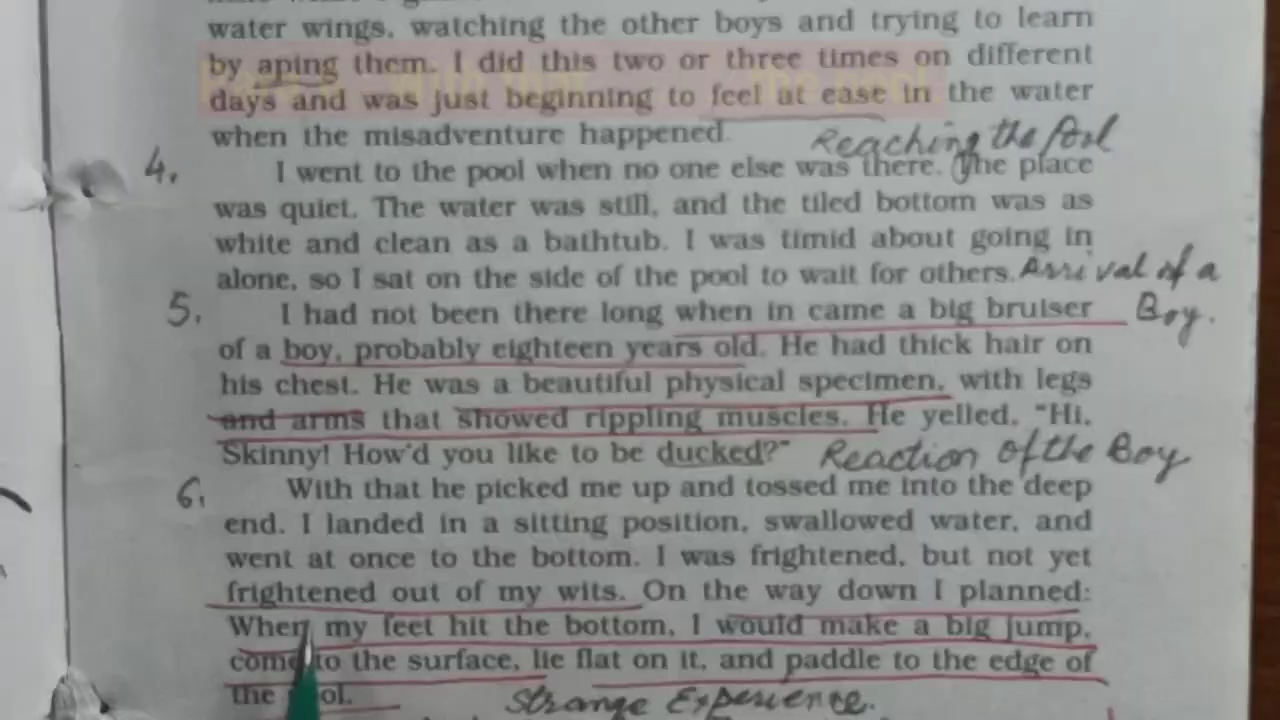 water wings, watching the other boys and trying to learn
by aping them. I did this two or three times on different
days and was just beginning to feel at ease in the water
when the misadventure happened.
Reaching the Pool
4.
I went to the pool when no one else was there. The place
was quiet. The water was still, and the tiled bottom was as
white and clean as a bathtub. I was timid about going in
alone, so I sat on the side of the pool to wait for others.
Arrival of a
Boy.
5.
I had not been there long when in came a big bruiser
of a boy, probably eighteen years old. He had thick hair on
his chest. He was a beautiful physical specimen, with legs
and arms that showed rippling muscles. He yelled, "Hi,
Skinny! How'd you like to be ducked?"
Reaction of the Boy
6.
With that he picked me up and tossed me into the deep
end. I landed in a sitting position, swallowed water, and
went at once to the bottom. I was frightened, but not yet
frightened out of my wits. On the way down I planned:
When my feet hit the bottom, I would make a big jump,
come to the surface, lie flat on it, and paddle to the edge of
the pool.
Strange Experience.